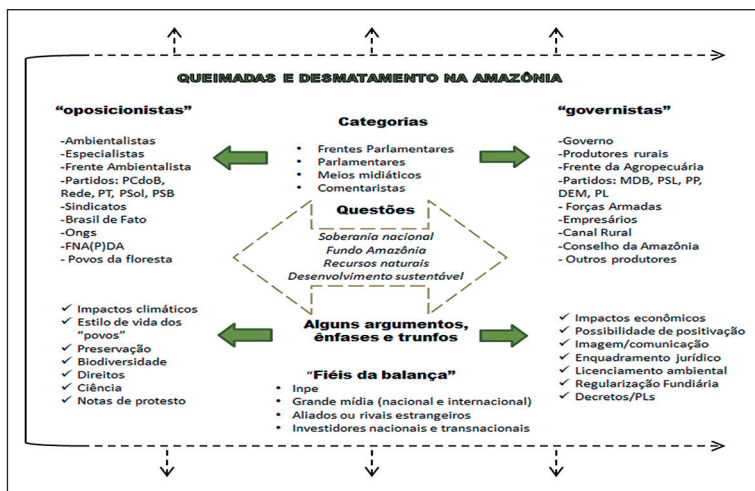 QUEIMADAS E DESMATAMENTO NA AMAZÔNIA
"oposicionistas"
-Ambientalistas
-Especialistas
-Frente Ambientalista
-Partidos: PCdoB,
Rede, PT, PSol, PSB
-Sindicatos
-Brasil de Fato
-Ongs
-FNA(P)DA
- Povos da floresta
✓ Impactos climáticos
✓ Estilo de vida dos
"povos"
✓ Preservação
✓ Biodiversidade
✓ Direitos
✓ Ciência
✓ Notas de protesto
Categorias
• Frentes Parlamentares
• Parlamentares
• Meios midiáticos
• Comentaristas
Questões
Soberania nacional
Fundo Amazônia
Recursos naturais
Desenvolvimento sustentável
Alguns argumentos,
ênfases e trunfos
"Fiéis da balança"
• Inpe
• Grande mídia (nacional e internacional)
• Aliados ou rivais estrangeiros
• Investidores nacionais e transnacionais
"governistas"
-Governo
-Produtores rurais
-Frente da Agropecuária
-Partidos: MDB, PSL, PP,
DEM, PL
- Forças Armadas
-Empresários
-Canal Rural
-Conselho da Amazônia
- Outros produtores
✓ Impactos econômicos
✓ Possibilidade de positivação
✓ Imagem/comunicação
✓ Enquadramento jurídico
✓ Licenciamento ambiental
✓ Regularização Fundiária
✓ Decretos/PLs